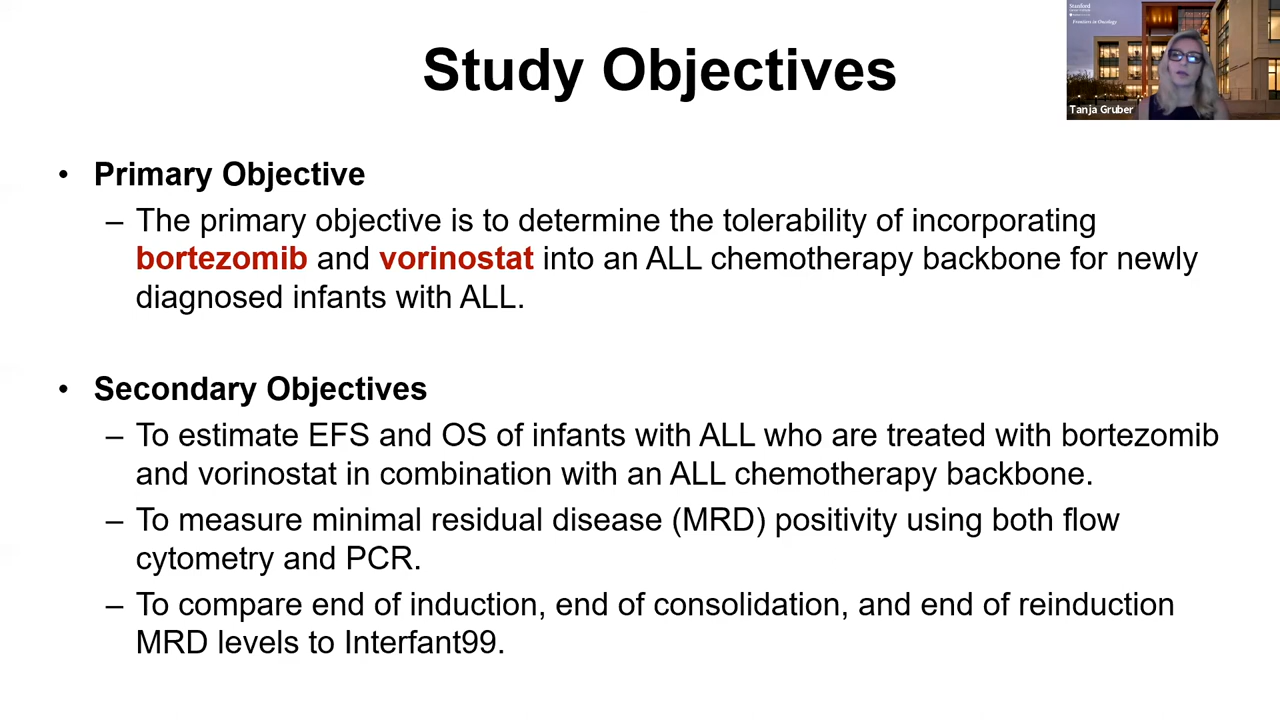 Study Objectives
Stanford
Frontiers in Oncology
Tanja Gruber
• Primary Objective
– The primary objective is to determine the tolerability of incorporating
bortezomib and vorinostat into an ALL chemotherapy backbone for newly
diagnosed infants with ALL.
• Secondary Objectives
– To estimate EFS and OS of infants with ALL who are treated with bortezomib
and vorinostat in combination with an ALL chemotherapy backbone.
– To measure minimal residual disease (MRD) positivity using both flow
cytometry and PCR.
– To compare end of induction, end of consolidation, and end of reinduction
MRD levels to Interfant99.